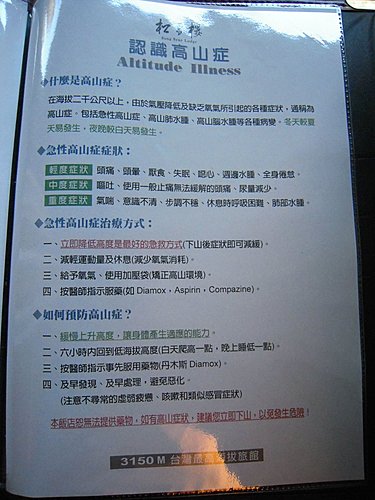 松雪樓
Song Syue Lodge
認識高山症
Altitude Illness
◆什麼是高山症？
在海拔二千公尺以上，由於氣壓降低及缺乏氧氣所引起的各種症狀，通稱為
高山症。包括急性高山症、高山肺水腫、高山腦水腫等各種病變。冬天較夏
天易發生，夜晚較白天易發生。
◆急性高山症症狀：
輕度症狀 頭痛、頭暈、厭食、失眠、噁心、週邊水腫、全身倦怠。
中度症狀 嘔吐、使用一般止痛無法緩解的頭痛、尿量減少。
重度症狀 氣喘、意識不清、步調不穩、休息時呼吸困難、肺部水腫。
◆急性高山症治療方式：
一、立即降低高度是最好的急救方式(下山後症狀即可減緩)。
二、減輕運動量及休息(減少氧氣消耗)。
三、給予氧氣、使用加壓袋(矯正高山環境)。
四、按醫師指示服藥(如 Diamox，Aspirin，Compazine)。
◆如何預防高山症？
一、緩慢上升高度，讓身體產生適應的能力。
二、六小時內回到低海拔高度(白天爬高一點，晚上睡低一點)。
三、按醫師指示事先用藥物(丹木斯 Diamox)。
四、及早發現、及早處理，避免惡化。
(注意不尋常的虛弱疲憊、咳嗽和類似感冒症狀)
本飯店卻無法提供藥物，如有高山症狀，建議您立即下山，以免發生危險！
3150 M 台灣最高海拔旅館